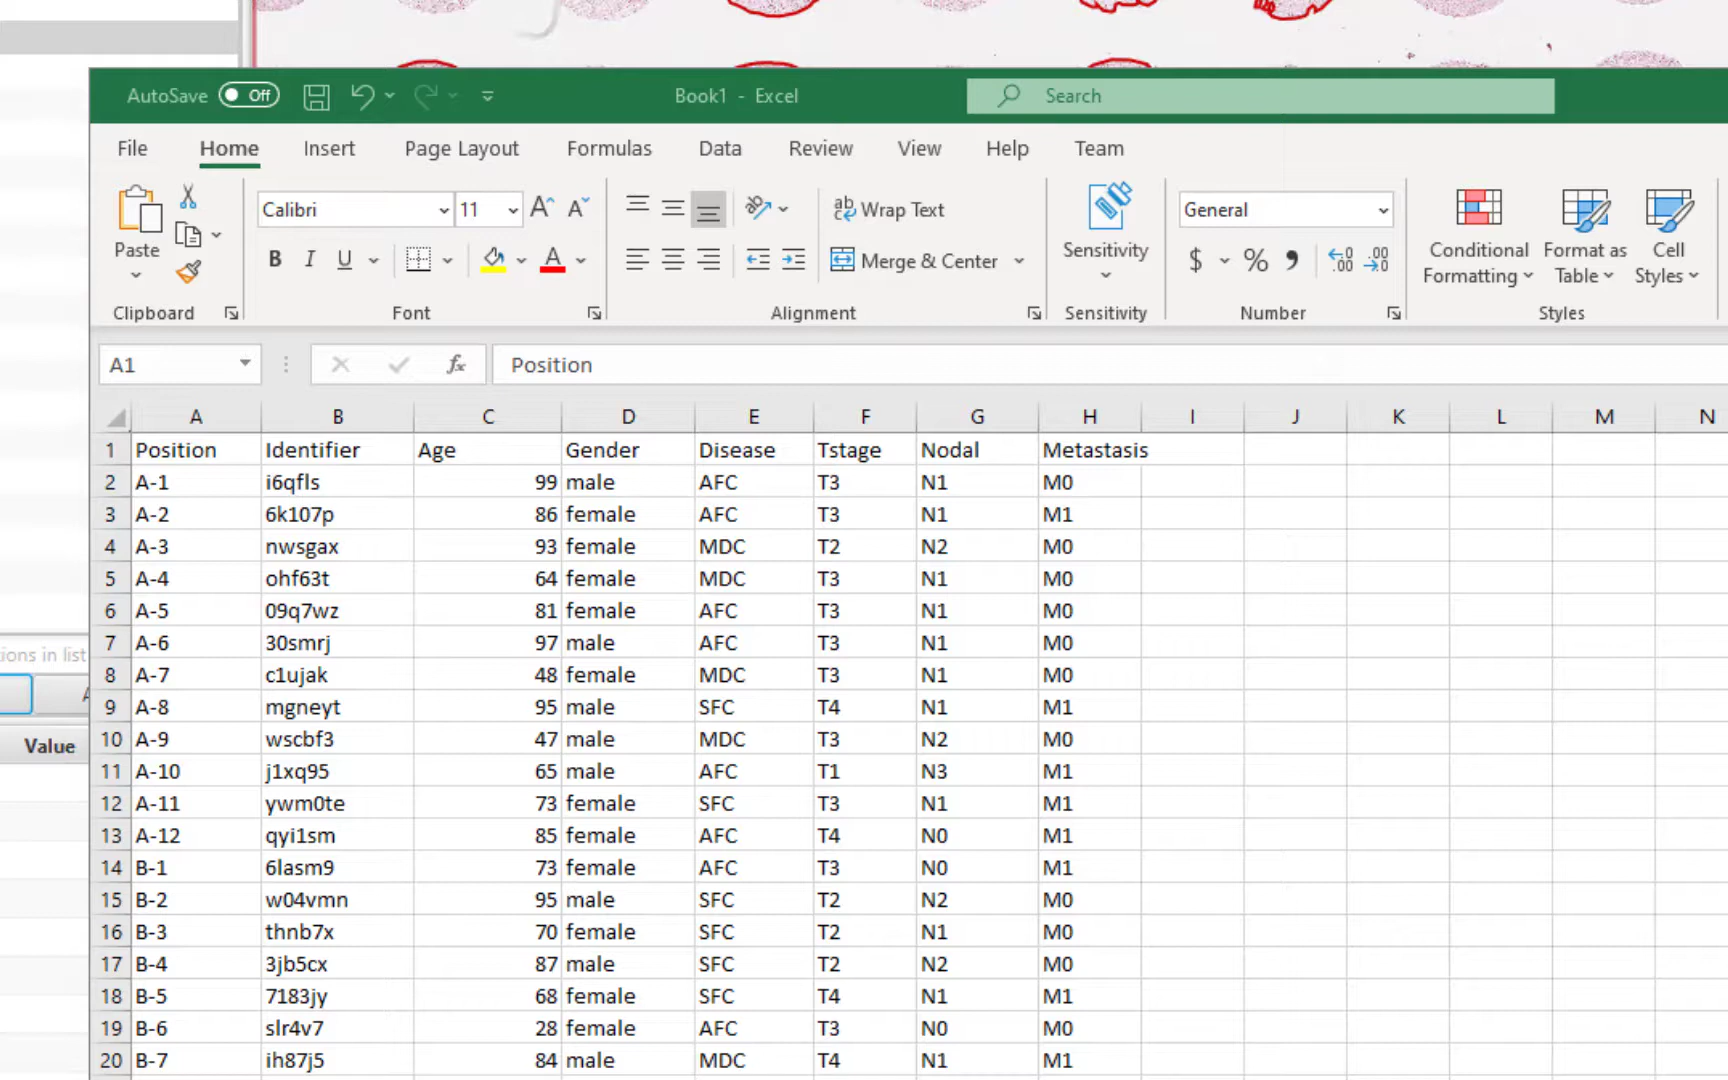 AutoSave Off Book1 - Excel Search
File Home Insert Page Layout Formulas Data Review View Help Team
Paste Calibri 11 B I U A Wrap Text Merge & Center Sensitivity General $ % Conditional Formatting Format as Table Cell Styles
Clipboard Font Alignment Sensitivity Number Styles
A1 fx Position
A B C D E F G H I J K L M N
1 Position Identifier Age Gender Disease Tstage Nodal Metastasis
2 A-1 i6qfls 99 male AFC T3 N1 M0
3 A-2 6k107p 86 female AFC T3 N1 M1
4 A-3 nwsgax 93 female MDC T2 N2 M0
5 A-4 ohf63t 64 female MDC T3 N1 M0
6 A-5 09q7wz 81 female AFC T3 N1 M0
7 A-6 30smrj 97 male AFC T3 N1 M0
8 A-7 c1ujak 48 female MDC T3 N1 M0
9 A-8 mgneyt 95 male SFC T4 N1 M1
10 A-9 wscbf3 47 male MDC T3 N2 M0
11 A-10 j1xq95 65 male AFC T1 N3 M1
12 A-11 ywm0te 73 female SFC T3 N1 M1
13 A-12 qyi1sm 85 female AFC T4 N0 M1
14 B-1 6lasm9 73 female AFC T3 N0 M1
15 B-2 w04vmn 95 male SFC T2 N2 M0
16 B-3 thnb7x 70 female SFC T2 N1 M0
17 B-4 3jb5cx 87 male SFC T2 N2 M0
18 B-5 7183jy 68 female SFC T4 N1 M1
19 B-6 slr4v7 28 female AFC T3 N0 M0
20 B-7 ih87j5 84 male MDC T4 N1 M1
in list
Value